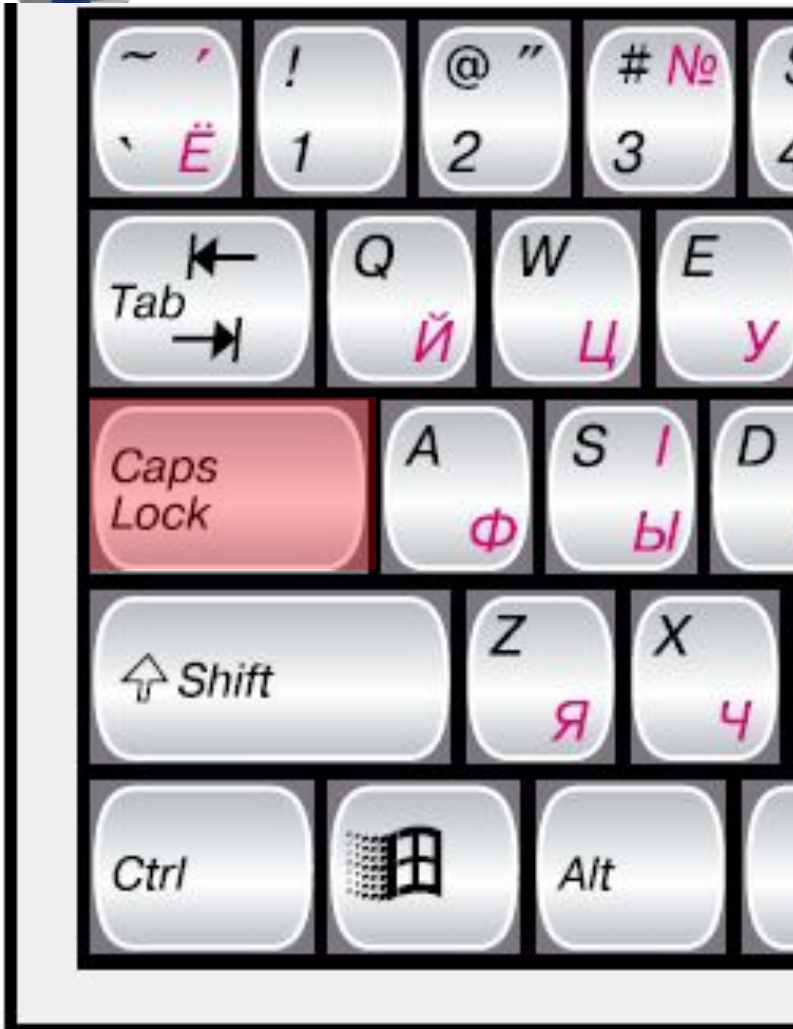 ~ ′ ! @ ″ # №
` Ё 1 2 3
Q W E
Tab
Й Ц У
Caps A S І D
Lock Ф Ы
Z X
⇧ Shift
Я Ч
Ctrl Alt